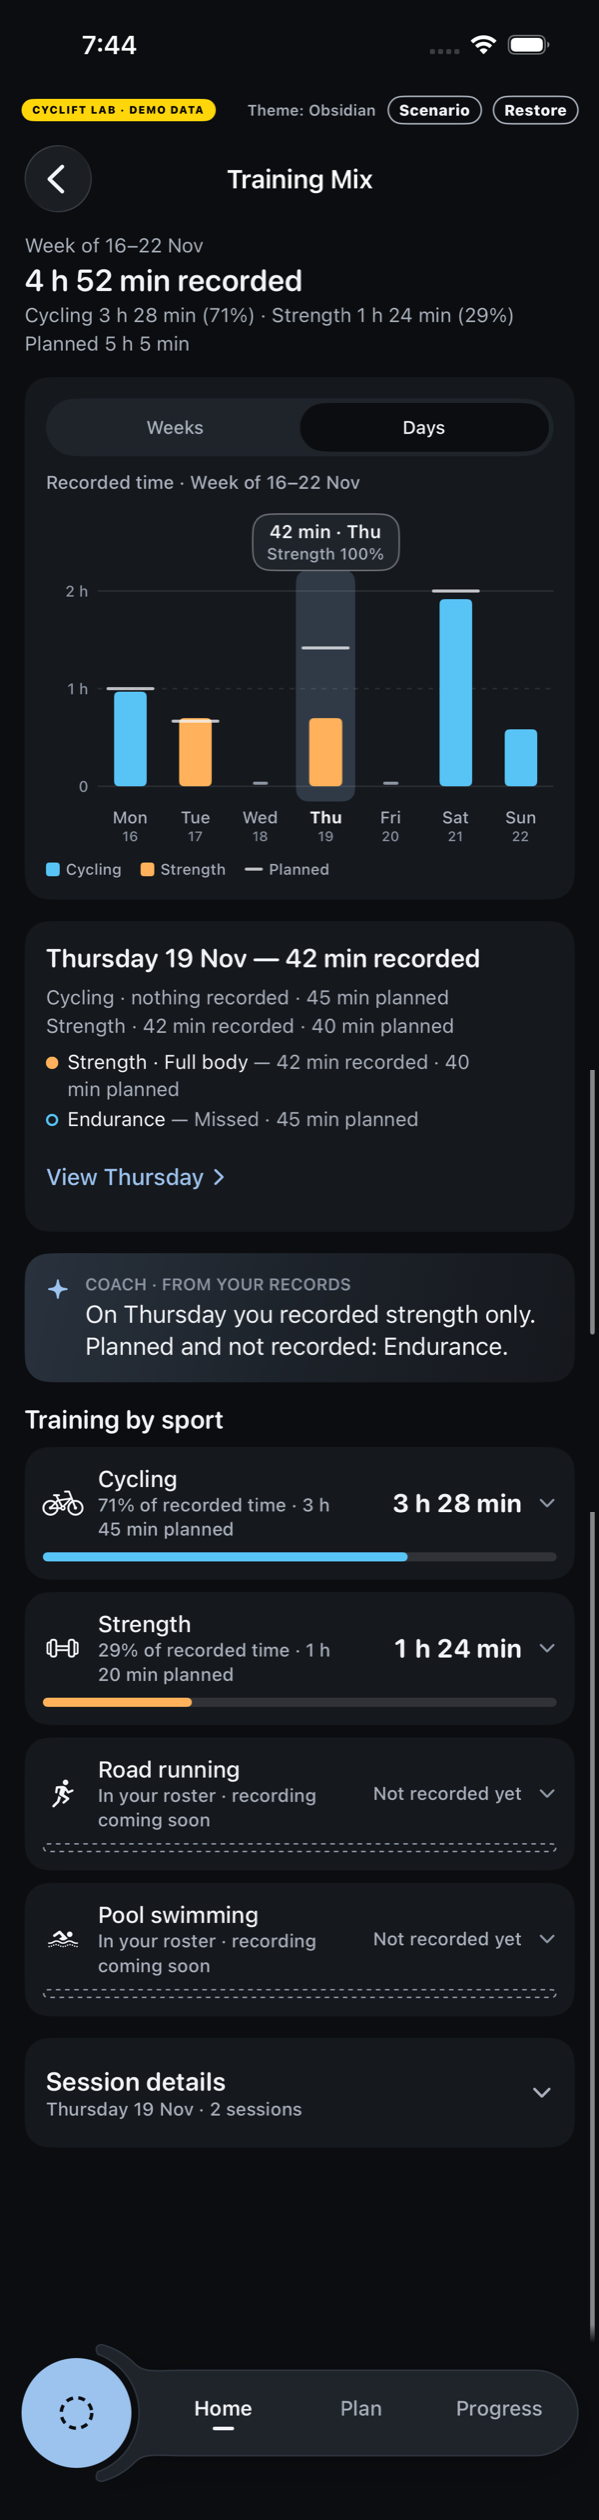 7:44
CYCLIFT LAB · DEMO DATA
Theme: Obsidian
Scenario
Restore
Training Mix
Week of 16–22 Nov
4 h 52 min recorded
Cycling 3 h 28 min (71%) · Strength 1 h 24 min (29%)
Planned 5 h 5 min
Weeks
Days
Recorded time · Week of 16–22 Nov
42 min · Thu
Strength 100%
2 h
1 h
0
Mon Tue Wed Thu Fri Sat Sun
16 17 18 19 20 21 22
Cycling
Strength
Planned
Thursday 19 Nov — 42 min recorded
Cycling · nothing recorded · 45 min planned
Strength · 42 min recorded · 40 min planned
Strength · Full body — 42 min recorded · 40
min planned
Endurance — Missed · 45 min planned
View Thursday
COACH · FROM YOUR RECORDS
On Thursday you recorded strength only.
Planned and not recorded: Endurance.
Training by sport
Cycling
71% of recorded time · 3 h
45 min planned
3 h 28 min
Strength
29% of recorded time · 1 h
20 min planned
1 h 24 min
Road running
In your roster · recording
coming soon
Not recorded yet
Pool swimming
In your roster · recording
coming soon
Not recorded yet
Session details
Thursday 19 Nov · 2 sessions
Home
Plan
Progress